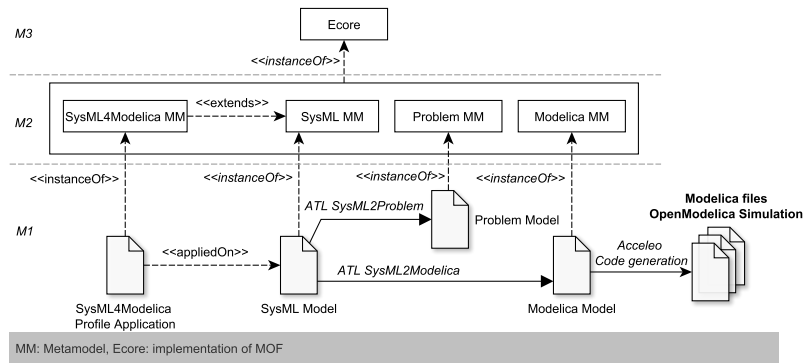 M3
Ecore
<<instanceOf>>
M2
SysML4Modelica MM
<<extends>>
SysML MM
Problem MM
Modelica MM
<<instanceOf>>
<<instanceOf>>
<<instanceOf>>
<<instanceOf>>
M1
ATL SysML2Problem
Problem Model
Modelica files
OpenModelica Simulation
<<appliedOn>>
ATL SysML2Modelica
Acceleo
Code generation
SysML4Modelica
Profile Application
SysML Model
Modelica Model
MM: Metamodel, Ecore: implementation of MOF